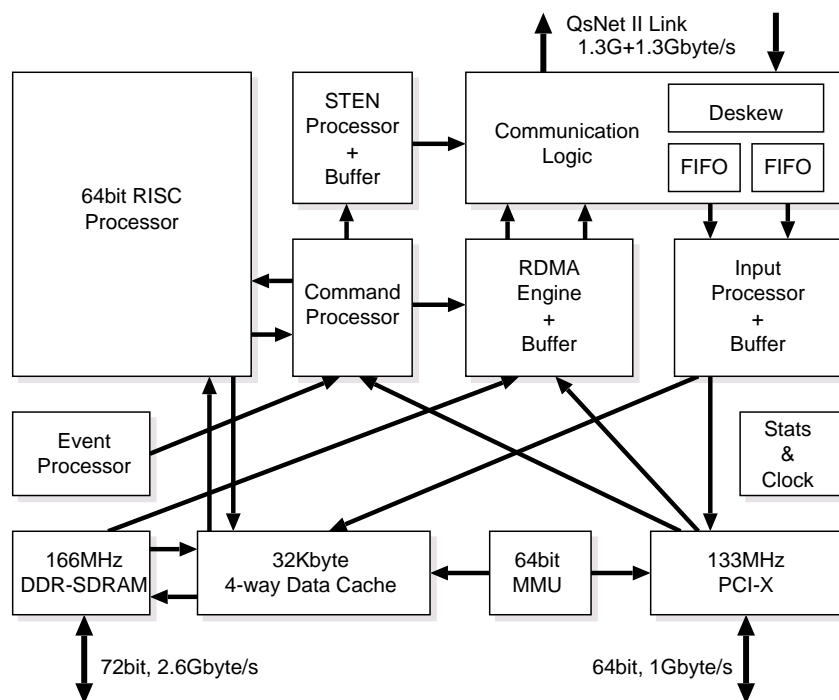 QsNet II Link
1.3G+1.3Gbyte/s
64bit RISC
Processor
STEN
Processor
+
Buffer
Communication
Logic
Deskew
FIFO
FIFO
Command
Processor
RDMA
Engine
+
Buffer
Input
Processor
+
Buffer
Event
Processor
Stats
&
Clock
166MHz
DDR-SDRAM
32Kbyte
4-way Data Cache
64bit
MMU
133MHz
PCI-X
72bit, 2.6Gbyte/s
64bit, 1Gbyte/s